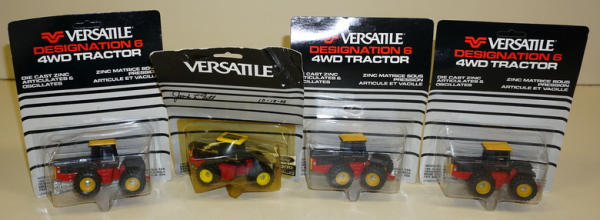 VERSATILE
DESIGNATION 6
4WD TRACTOR
DIE CAST ZINC
ARTICULATES &
OSCILLATES
ZINC MATRICE SOUS
PRESSION
ARTICULE ET VACILLE
VERSATILE
VERSATILE
DESIGNATION 6
4WD TRACTOR
DIE CAST ZINC
ARTICULATES &
OSCILLATES
ZINC MATRICE SOUS
PRESSION
ARTICULE ET VACILLE
VERSATILE
DESIGNATION 6
4WD TRACTOR
DIE CAST ZINC
ARTICULATES &
OSCILLATES
ZINC MATRICE SOUS
PRESSION
ARTICULE ET VACILLE